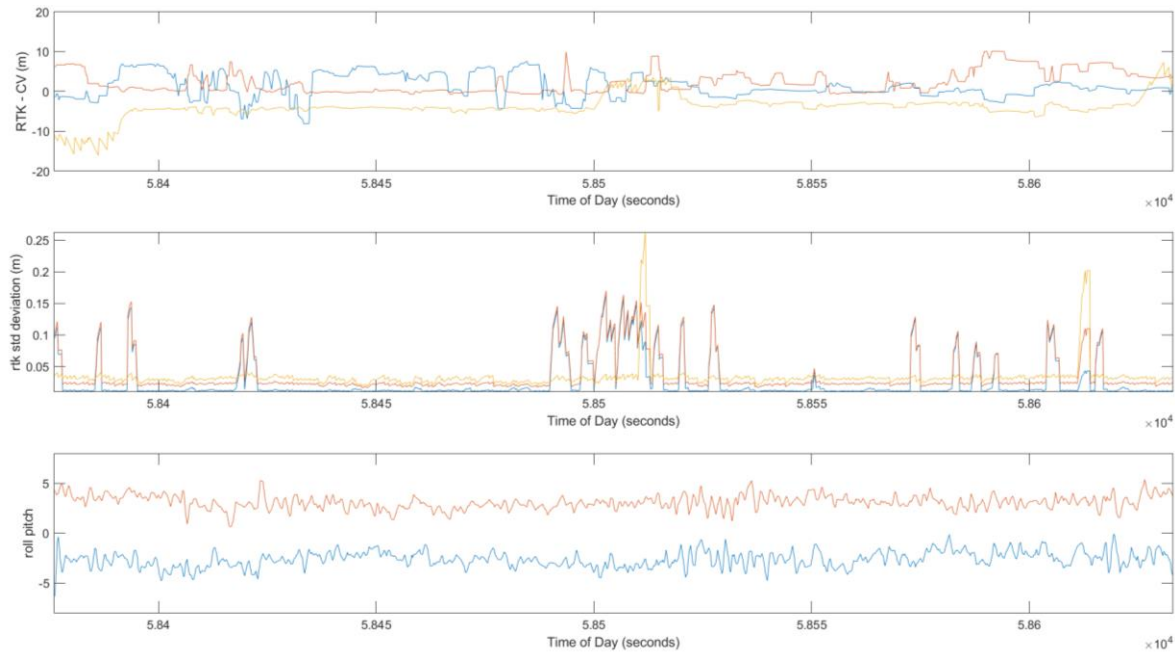 20
10
0
-10
-20
RTK - CV (m)
5.84 5.845 5.85 5.855 5.86
Time of Day (seconds)
×10⁴
0.25
0.2
0.15
0.1
0.05
rtk std deviation (m)
5.84 5.845 5.85 5.855 5.86
Time of Day (seconds)
×10⁴
5
0
-5
roll pitch
5.84 5.845 5.85 5.855 5.86
Time of Day (seconds)
×10⁴